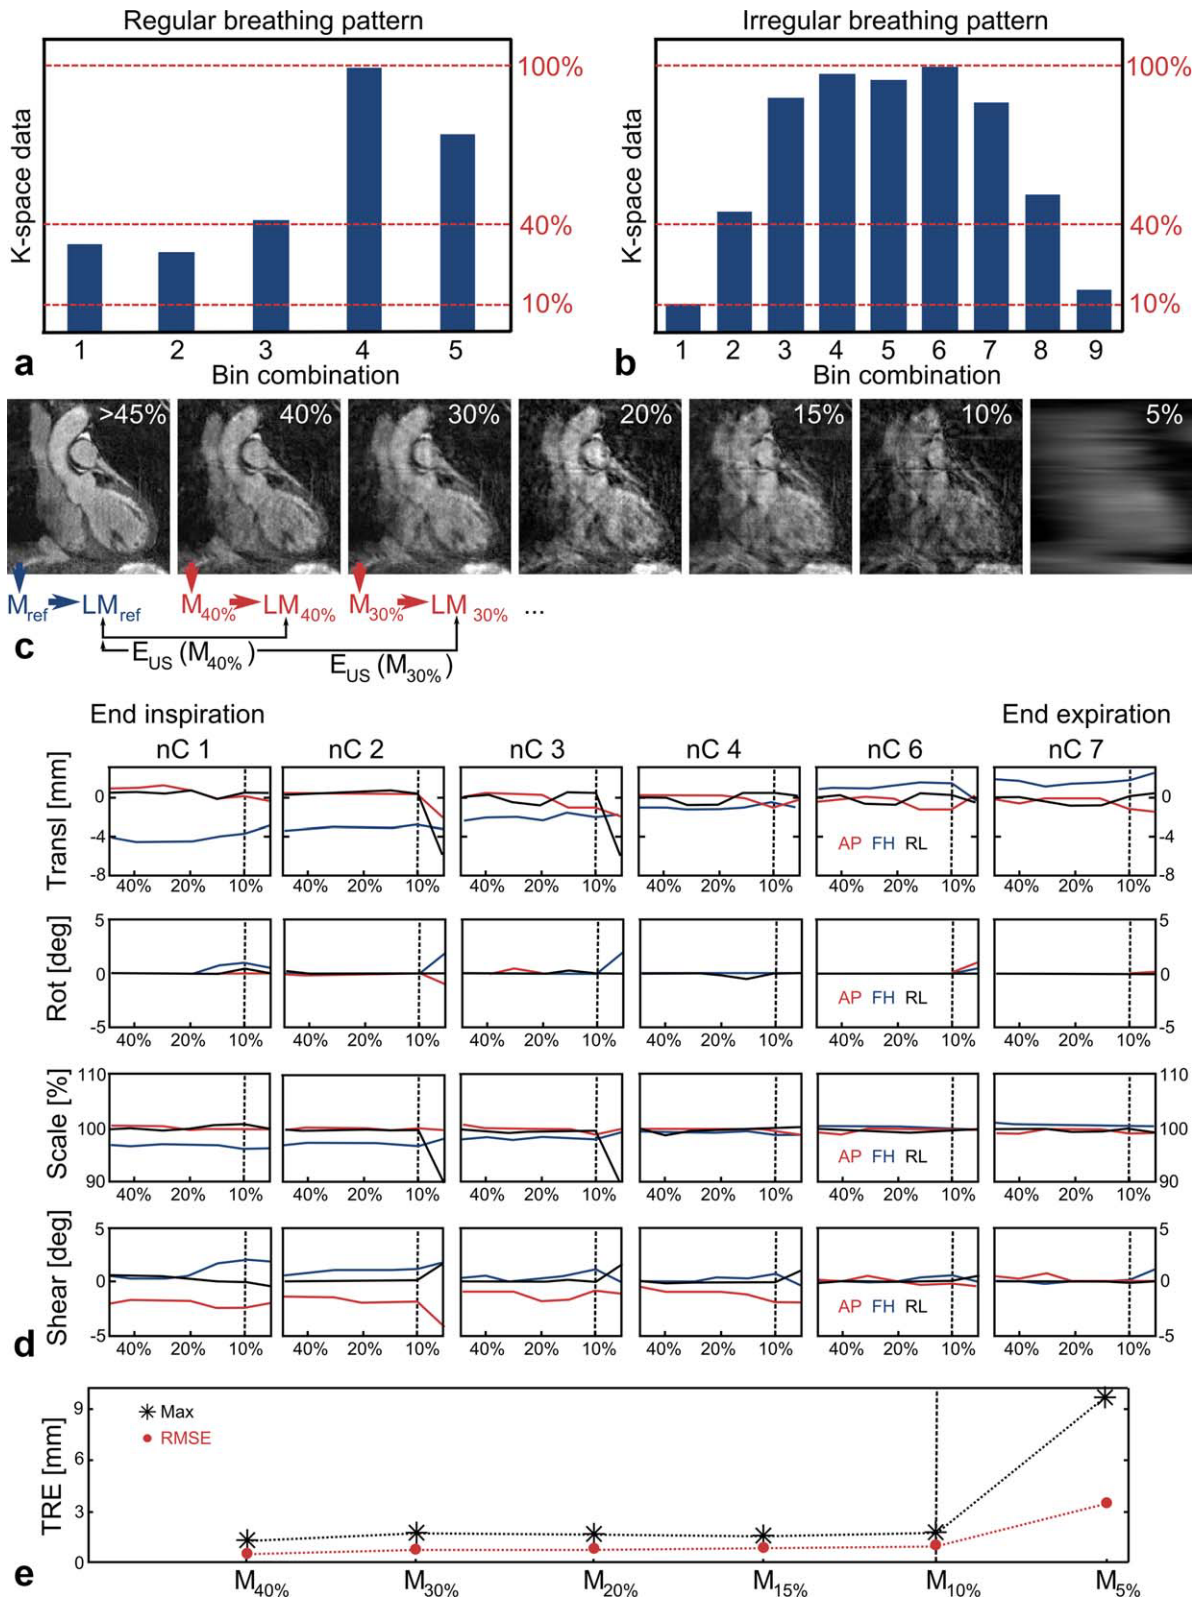 Regular breathing pattern
Irregular breathing pattern
K-space data
100%
40%
10%
1 2 3 4 5
Bin combination
a
K-space data
100%
40%
10%
1 2 3 4 5 6 7 8 9
Bin combination
b
>45% 40% 30% 20% 15% 10% 5%
Mref LMref M40% LM40% M30% LM30% ...
EUS (M40%) EUS (M30%)
c
End inspiration End expiration
nC 1 nC 2 nC 3 nC 4 nC 6 nC 7
Transl [mm]
0 0
-4 -4
-8 -8
AP FH RL
40% 20% 10% 40% 20% 10% 40% 20% 10% 40% 20% 10% 40% 20% 10% 40% 20% 10%
Rot [deg]
5 5
0 0
-5 -5
AP FH RL
40% 20% 10% 40% 20% 10% 40% 20% 10% 40% 20% 10% 40% 20% 10% 40% 20% 10%
Scale [%]
110 110
100 100
90 90
AP FH RL
40% 20% 10% 40% 20% 10% 40% 20% 10% 40% 20% 10% 40% 20% 10% 40% 20% 10%
Shear [deg]
5 5
0 0
-5 -5
AP FH RL
40% 20% 10% 40% 20% 10% 40% 20% 10% 40% 20% 10% 40% 20% 10% 40% 20% 10%
d
TRE [mm]
9
6
3
0
Max
RMSE
M40% M30% M20% M15% M10% M5%
e